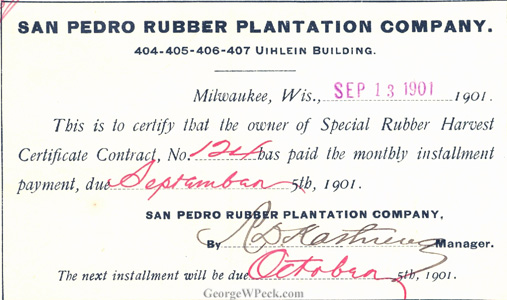 SAN PEDRO RUBBER PLANTATION COMPANY.
404-405-406-407 UIHLEIN BUILDING.
Milwaukee, Wis., SEP 13 1901 1901.
This is to certify that the owner of Special Rubber Harvest
Certificate Contract, No. 124 has paid the monthly installment
payment, due September 5th, 1901.
SAN PEDRO RUBBER PLANTATION COMPANY,
By Manager.
The next installment will be due October 5th, 1901.
GeorgeWPeck.com